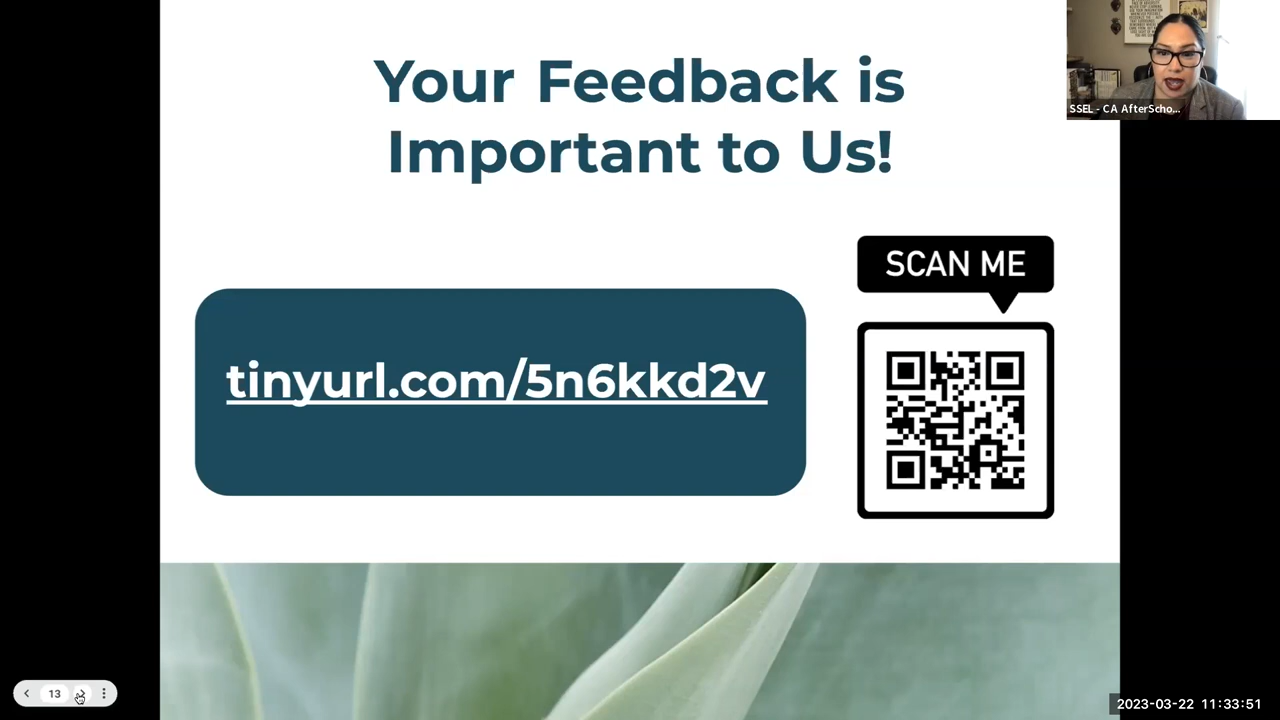 Your Feedback is
Important to Us!
SSEL - CA AfterScho...
SCAN ME
tinyurl.com/5n6kkd2v
13
2023-03-22 11:33:51